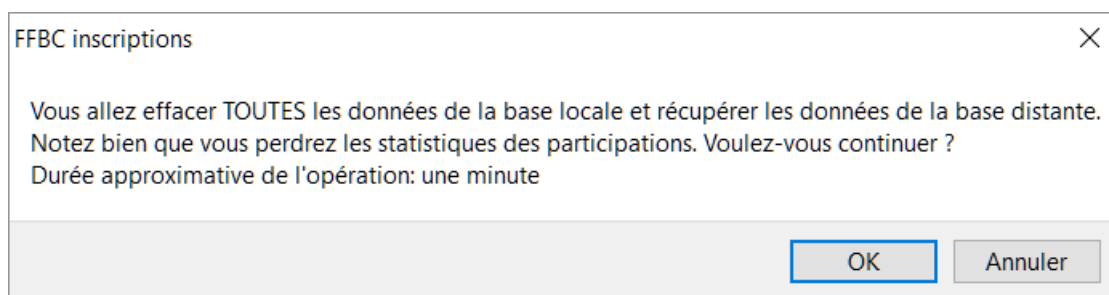 FFBC inscriptions
Vous allez effacer TOUTES les données de la base locale et récupérer les données de la base distante.
Notez bien que vous perdrez les statistiques des participations. Voulez-vous continuer ?
Durée approximative de l'opération: une minute
OK
Annuler